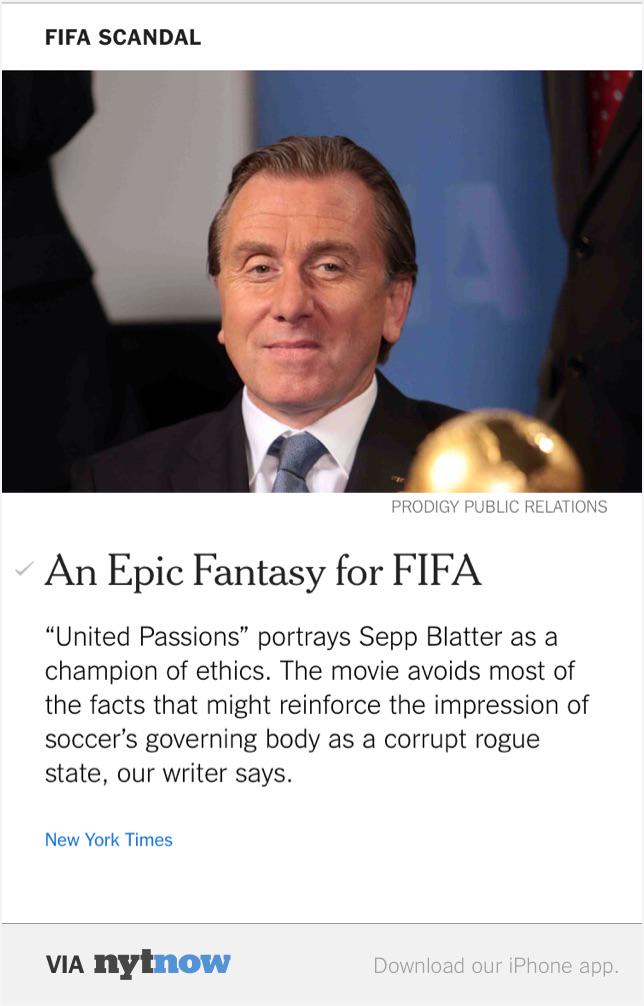 FIFA SCANDAL
PRODIGY PUBLIC RELATIONS
An Epic Fantasy for FIFA
“United Passions” portrays Sepp Blatter as a
champion of ethics. The movie avoids most of
the facts that might reinforce the impression of
soccer’s governing body as a corrupt rogue
state, our writer says.
New York Times
VIA nytnow
Download our iPhone app.